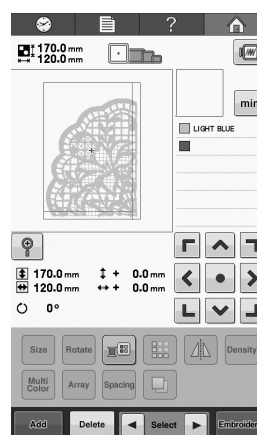 ?
170.0 mm
120.0 mm
min
LIGHT BLUE
170.0 mm + 0.0 mm
120.0 mm + 0.0 mm
0°
Size Rotate Density
Multi Color Array Spacing
Add Delete Select Embroider